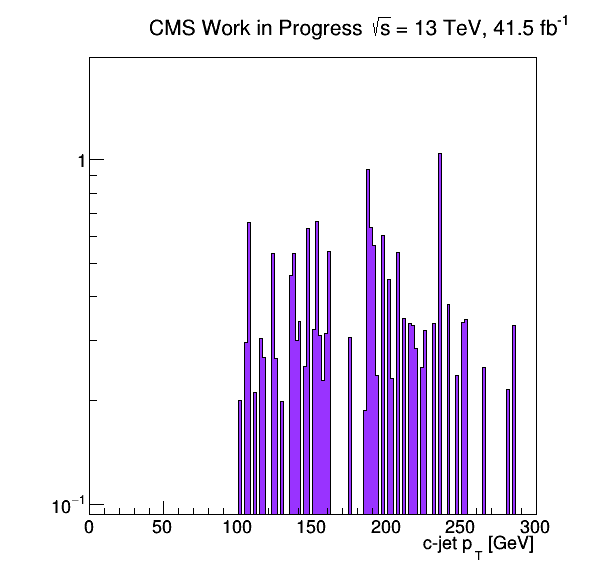 CMS Work in Progress √s = 13 TeV, 41.5 fb⁻¹
1
10⁻¹
0 50 100 150 200 250 300
c-jet p_T [GeV]